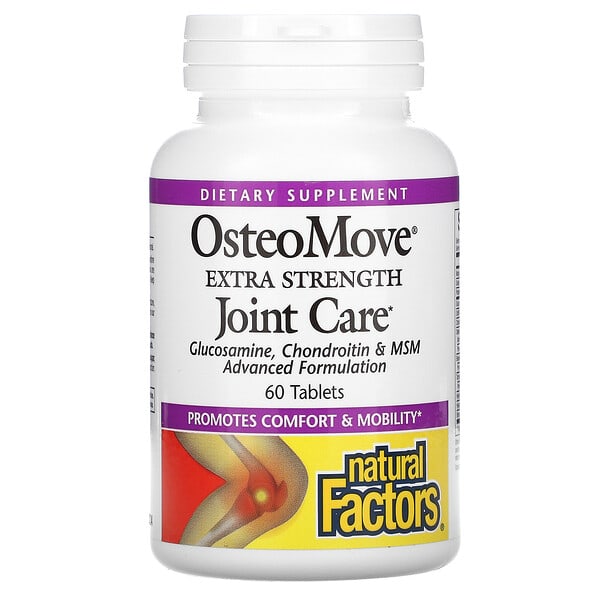 DIETARY SUPPLEMENT
OsteoMove®
EXTRA STRENGTH
Joint Care*
Glucosamine, Chondroitin & MSM
Advanced Formulation
60 Tablets
PROMOTES COMFORT & MOBILITY*
natural
Factors®